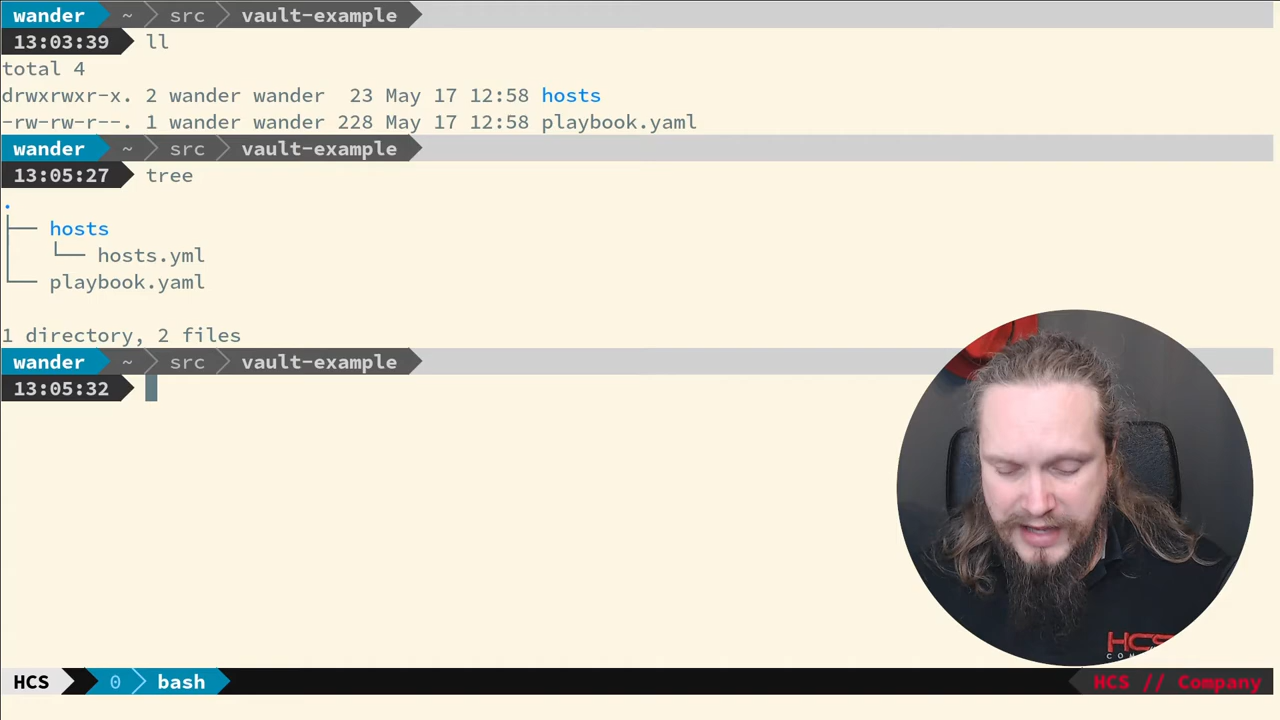 wander ~ src vault-example
13:03:39 ll
total 4
drwxrwxr-x. 2 wander wander  23 May 17 12:58 hosts
-rw-rw-r--. 1 wander wander 228 May 17 12:58 playbook.yaml
wander ~ src vault-example
13:05:27 tree
.
├── hosts
│   └── hosts.yml
└── playbook.yaml
1 directory, 2 files
wander ~ src vault-example
13:05:32
HCS
HCS 0 bash HCS // Company